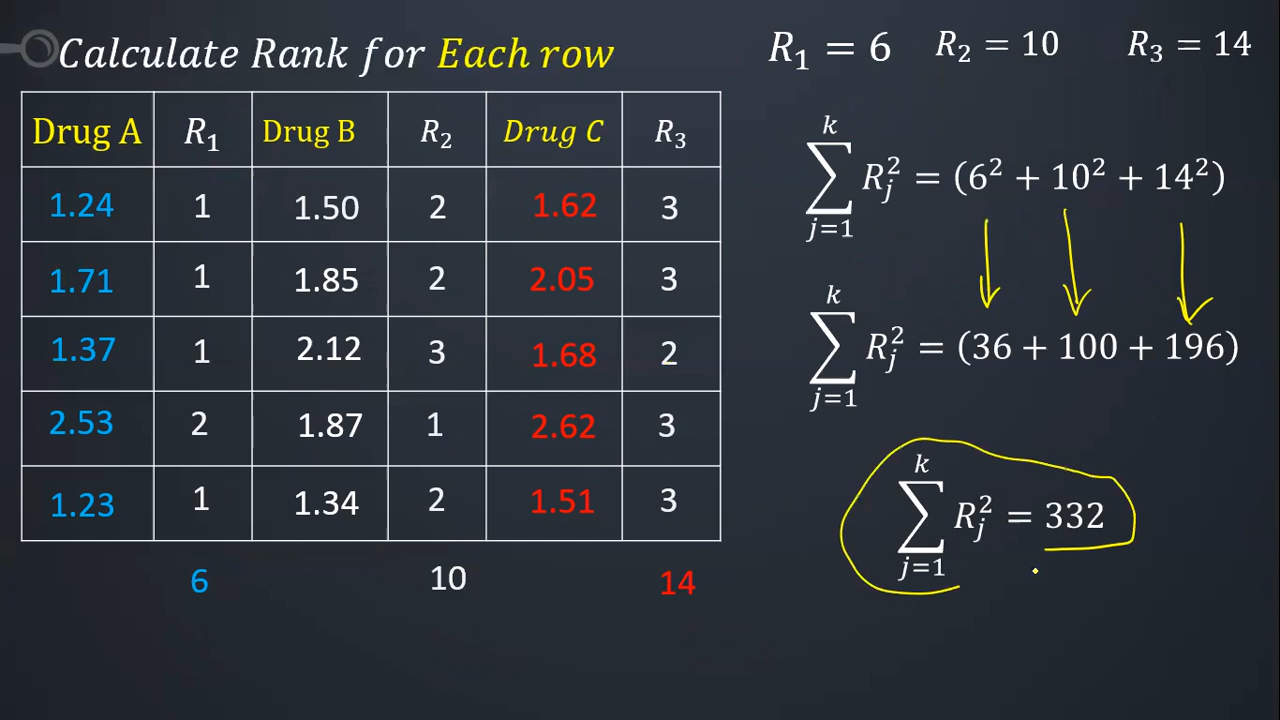 Calculate Rank for Each row
Drug A R₁ Drug B R₂ Drug C R₃
1.24 1 1.50 2 1.62 3
1.71 1 1.85 2 2.05 3
1.37 1 2.12 3 1.68 2
2.53 2 1.87 1 2.62 3
1.23 1 1.34 2 1.51 3
6 10 14
R₁ = 6 R₂ = 10 R₃ = 14
k
∑ Rⱼ² = (6² + 10² + 14²)
j=1
k
∑ Rⱼ² = (36 + 100 + 196)
j=1
k
∑ Rⱼ² = 332
j=1